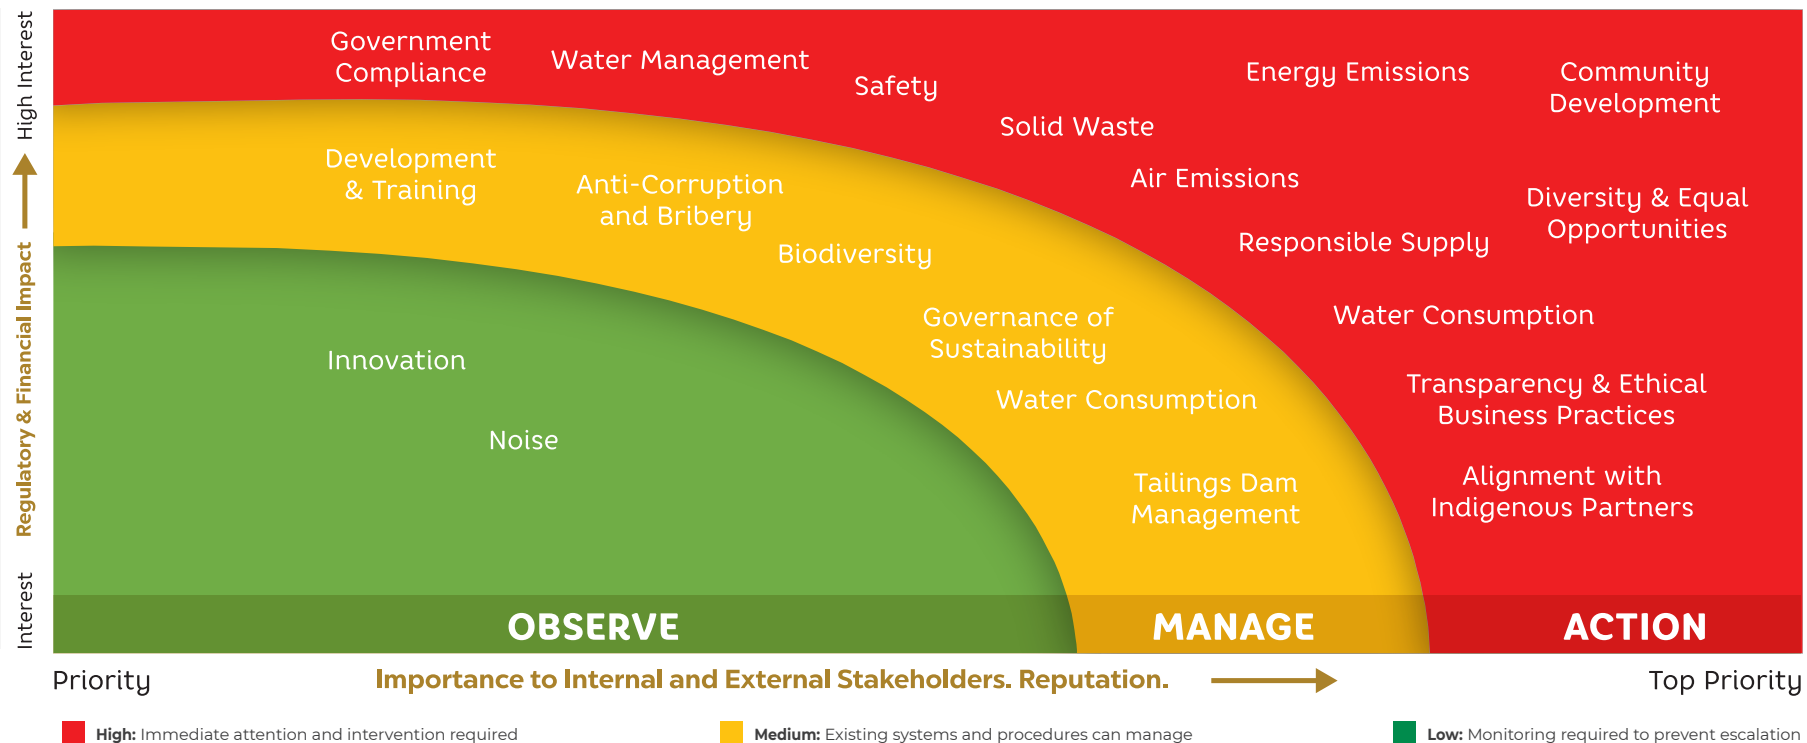 High Interest
Regulatory & Financial Impact
Interest
Government
Compliance
Water Management
Safety
Solid Waste
Energy Emissions
Community
Development
Air Emissions
Diversity & Equal
Opportunities
Responsible Supply
Water Consumption
Transparency & Ethical
Business Practices
Alignment with
Indigenous Partners
Development
& Training
Anti-Corruption
and Bribery
Biodiversity
Governance of
Sustainability
Water Consumption
Tailings Dam
Management
Innovation
Noise
OBSERVE
MANAGE
ACTION
Priority
Importance to Internal and External Stakeholders. Reputation.
Top Priority
High: Immediate attention and intervention required
Medium: Existing systems and procedures can manage
Low: Monitoring required to prevent escalation